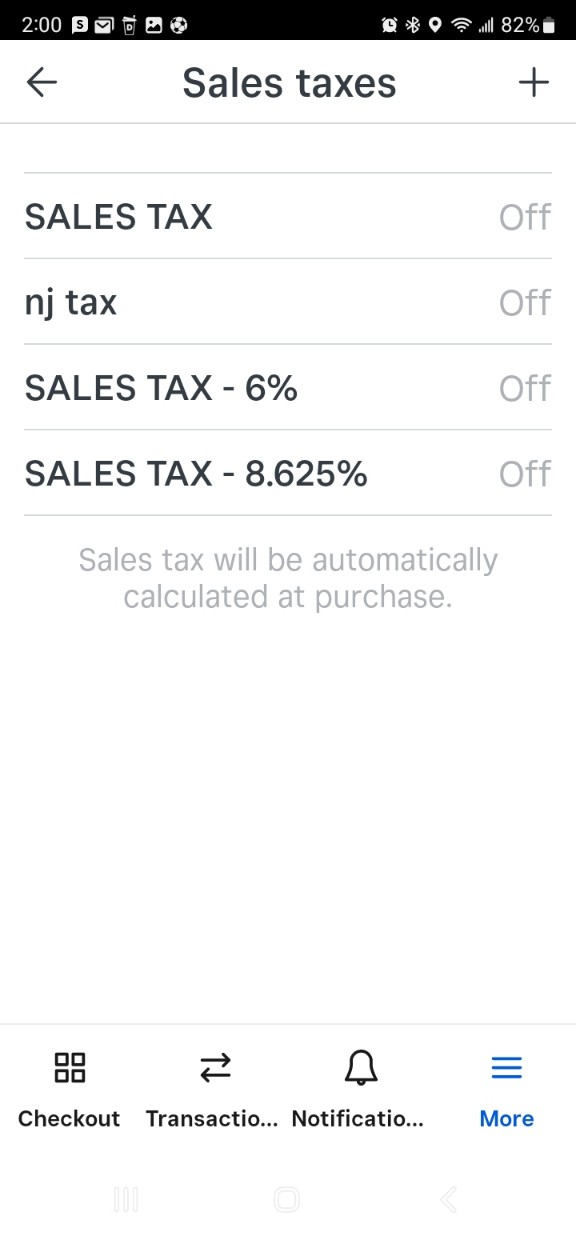 2:00 S D 82%
Sales taxes
SALES TAX Off
nj tax Off
SALES TAX - 6% Off
SALES TAX - 8.625% Off
Sales tax will be automatically
calculated at purchase.
Checkout Transactio... Notificatio... More